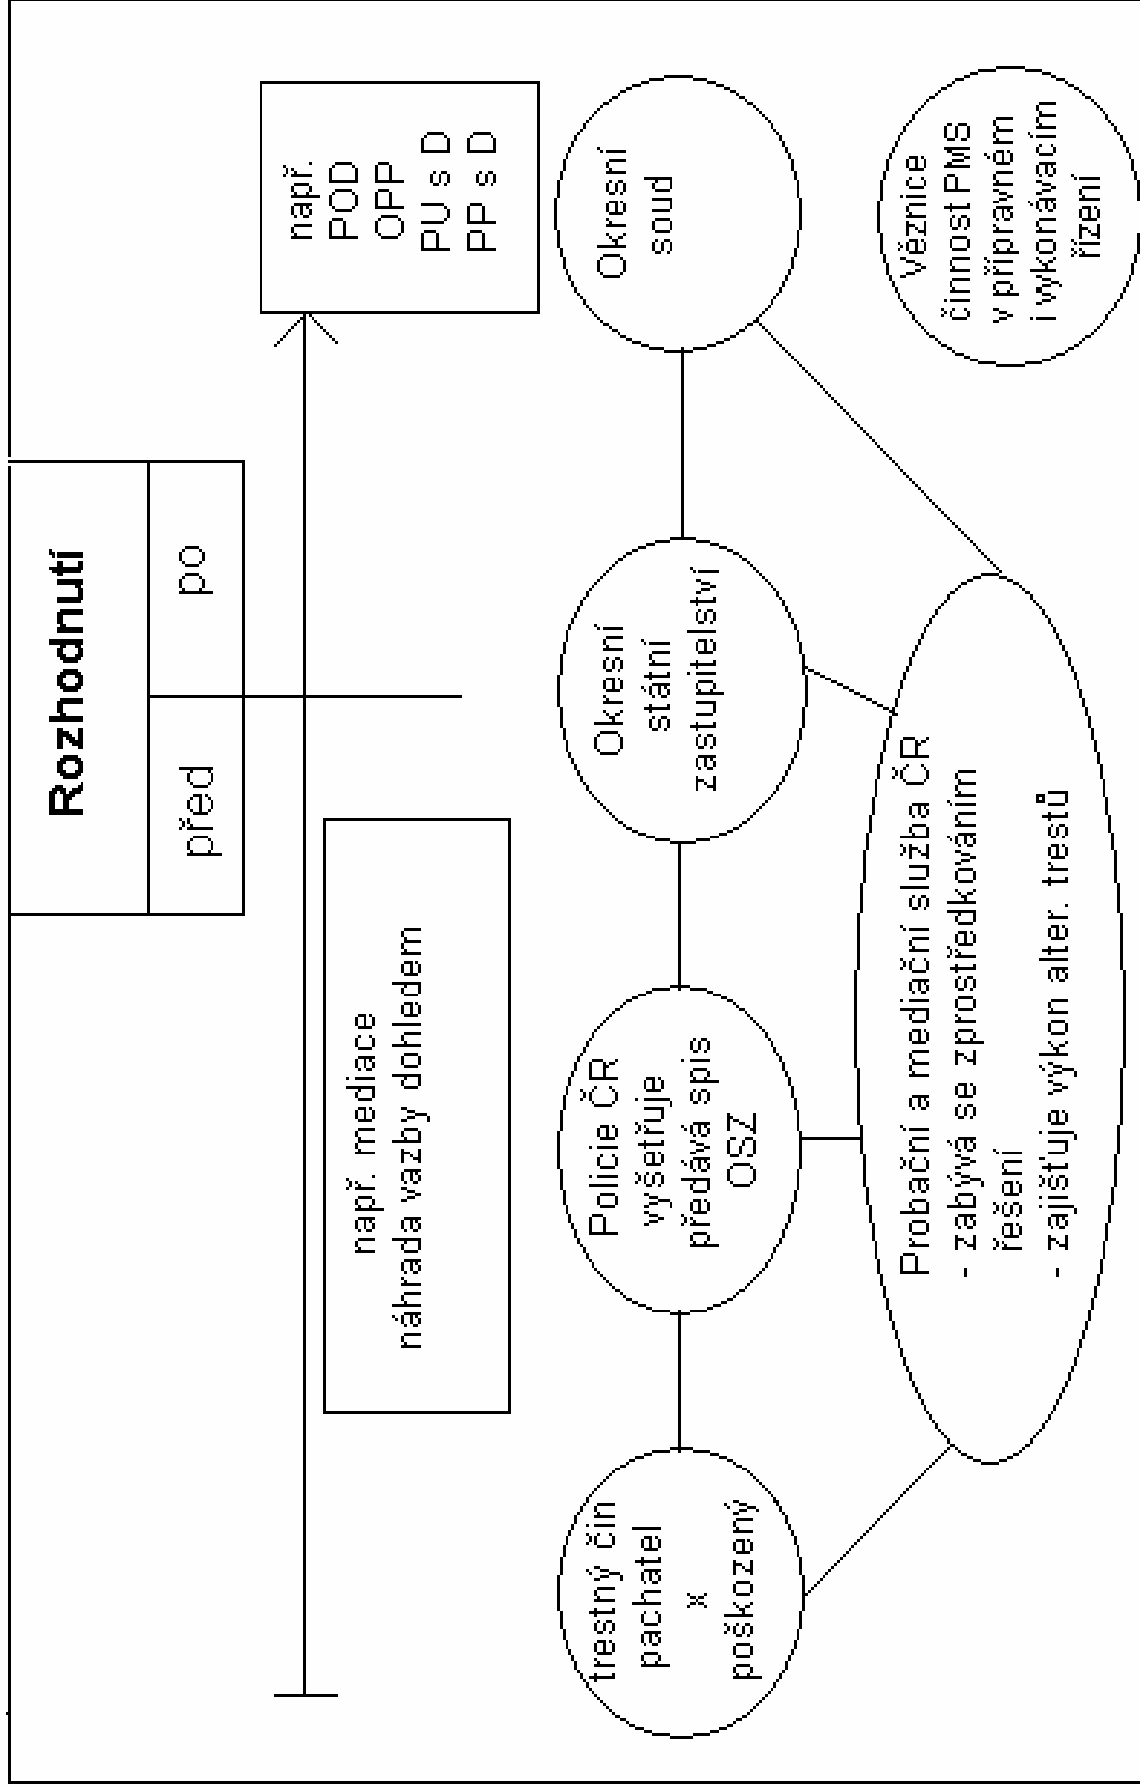 Rozhodnutí
před
po
např.
POD
OPP
PU s D
PP s D
např. mediace
náhrada vazby dohledem
trestný čin
pachatel
x
poškozený
Policie ČR
vyšetřuje
předává spis
OSZ
Okresní
státní
zastupitelství
Okresní
soud
Probační a mediační služba ČR
- zabývá se zprostředkováním
řešení
- zajišťuje výkon alter. trestů
Věznice
činnost PMS
v přípravném
i vykonávacím
řízení